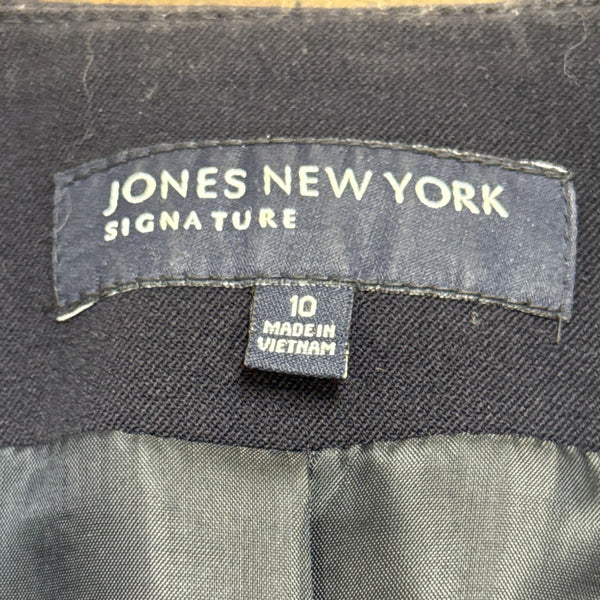 JONES NEW YORK
SIGNATURE
10
MADE IN
VIETNAM